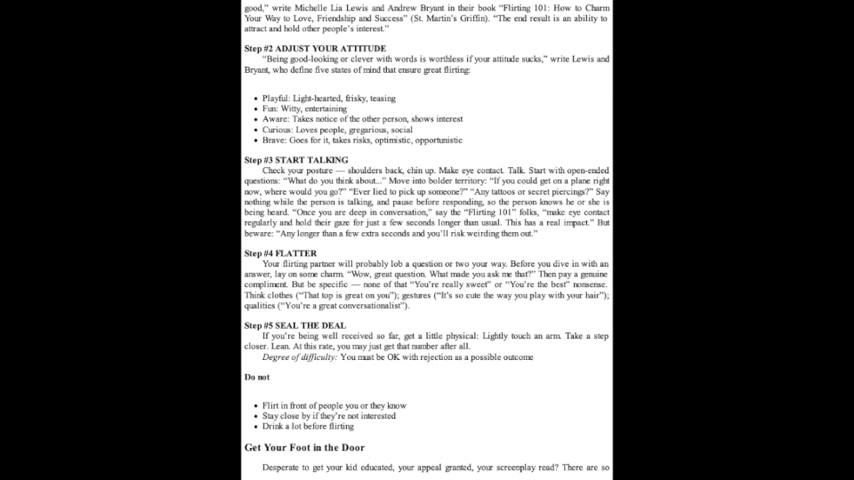 good,” write Michelle Lia Lewis and Andrew Bryant in their book “Flirting 101: How to Charm
Your Way to Love, Friendship and Success” (St. Martin’s Griffin). “The end result is an ability to
attract and hold other people’s interest.”
Step #2 ADJUST YOUR ATTITUDE
“Being good-looking or clever with words is worthless if your attitude sucks,” write Lewis and
Bryant, who define five states of mind that ensure great flirting:
• Playful: Light-hearted, frisky, teasing
• Fun: Witty, entertaining
• Aware: Takes notice of the other person, shows interest
• Curious: Loves people, gregarious, social
• Brave: Goes for it, takes risks, optimistic, opportunistic
Step #3 START TALKING
Check your posture — shoulders back, chin up. Make eye contact. Talk. Start with open-ended
questions: “What do you think about...” Move into bolder territory: “If you could get on a plane right
now, where would you go?” “Ever lied to pick up someone?” “Any tattoos or secret piercings?” Say
nothing while the person is talking, and pause before responding, so the person knows he or she is
being heard. “Once you are deep in conversation,” say the “Flirting 101” folks, “make eye contact
regularly and hold their gaze for just a few seconds longer than usual. This has a real impact.” But
beware: “Any longer than a few extra seconds and you’ll risk weirding them out.”
Step #4 FLATTER
Your flirting partner will probably lob a question or two your way. Before you dive in with an
answer, lay on some charm. “Wow, great question. What made you ask me that?” Then pay a genuine
compliment. But be specific — none of that “You’re really sweet” or “You’re the best” nonsense.
Think clothes (“That top is great on you”); gestures (“It’s so cute the way you play with your hair”);
qualities (“You’re a great conversationalist”).
Step #5 SEAL THE DEAL
If you’re being well received so far, get a little physical: Lightly touch an arm. Take a step
closer. Lean. At this rate, you may just get that number after all.
Degree of difficulty: You must be OK with rejection as a possible outcome
Do not
• Flirt in front of people you or they know
• Stay close by if they’re not interested
• Drink a lot before flirting
Get Your Foot in the Door
Desperate to get your kid educated, your appeal granted, your screenplay read? There are so